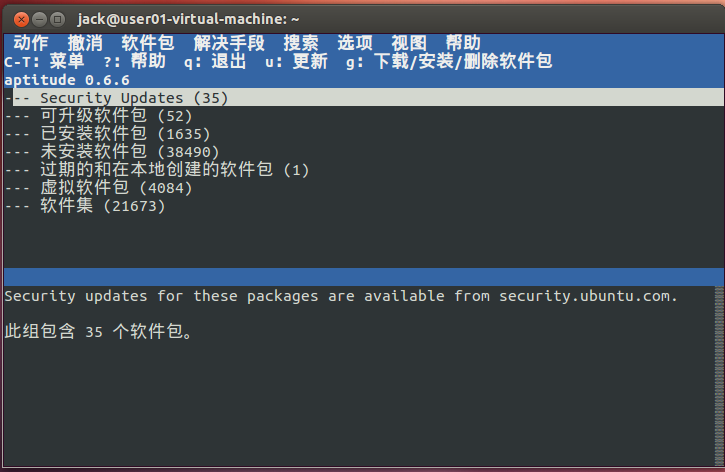 jack@user01-virtual-machine: ~
动作 撤消 软件包 解决手段 搜索 选项 视图 帮助
C-T: 菜单 ?: 帮助 q: 退出 u: 更新 g: 下载/安装/删除软件包
aptitude 0.6.6
--- Security Updates (35)
--- 可升级软件包 (52)
--- 已安装软件包 (1635)
--- 未安装软件包 (38490)
--- 过期的和在本地创建的软件包 (1)
--- 虚拟软件包 (4084)
--- 软件集 (21673)
Security updates for these packages are available from security.ubuntu.com.
此组包含 35 个软件包。